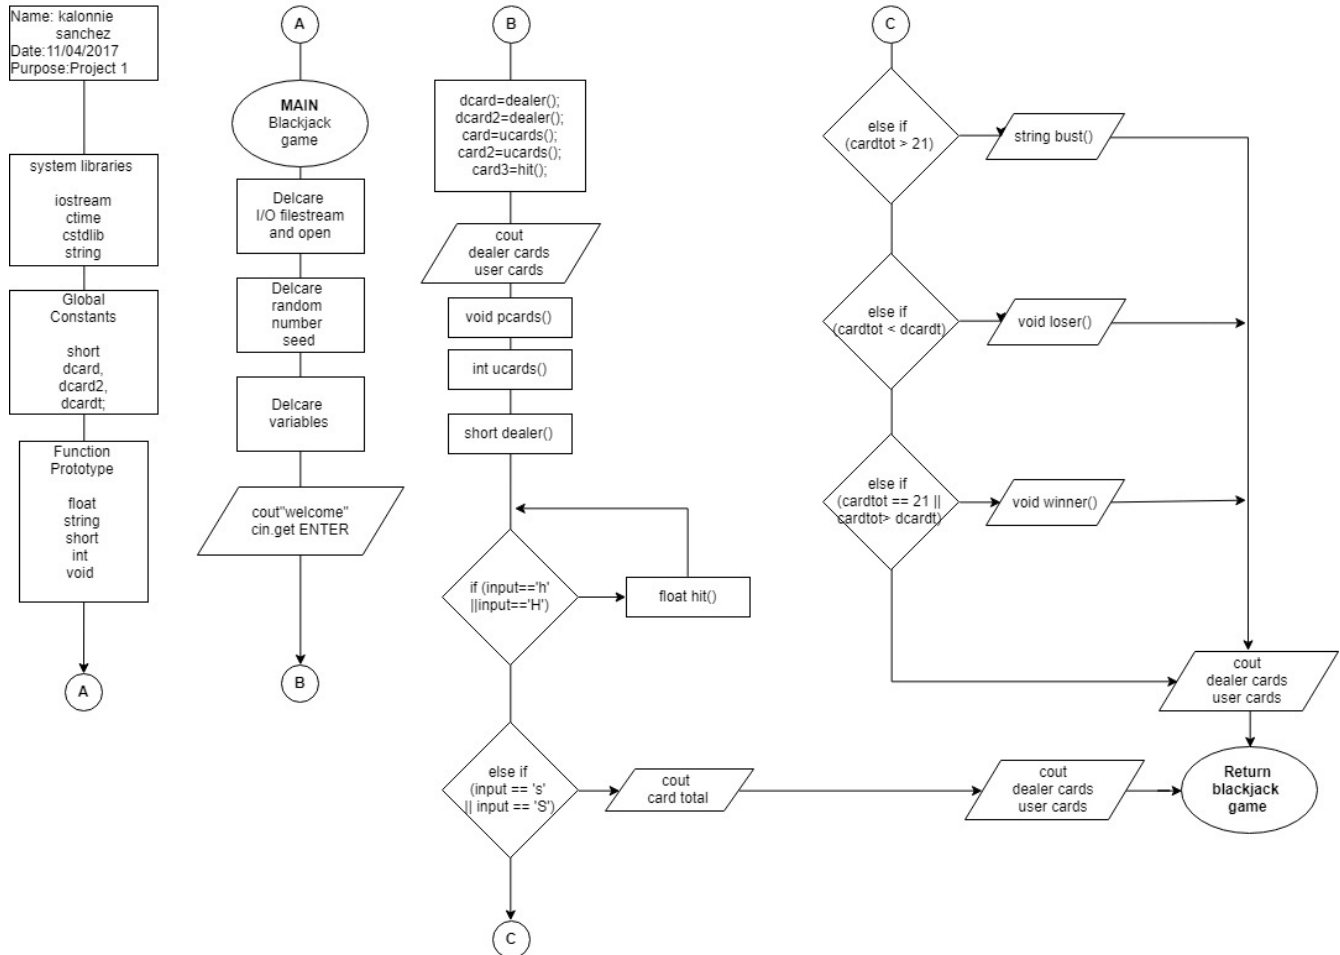 Name: kalonnie
sanchez
Date:11/04/2017
Purpose:Project 1
system libraries
iostream
ctime
cstdlib
string
Global
Constants
short
dcard,
dcard2,
dcardt;
Function
Prototype
float
string
short
int
void
A
A
MAIN
Blackjack
game
Delcare
I/O filestream
and open
Delcare
random
number
seed
Delcare
variables
cout"welcome"
cin.get ENTER
B
B
dcard=dealer();
dcard2=dealer();
card=ucards();
card2=ucards();
card3=hit();
cout
dealer cards
user cards
void pcards()
int ucards()
short dealer()
if (input=='h'
||input=='H')
float hit()
else if
(input == 's'
|| input == 'S')
cout
card total
cout
dealer cards
user cards
C
C
else if
(cardtot > 21)
string bust()
else if
(cardtot < dcardt)
void loser()
else if
(cardtot == 21 ||
cardtot> dcardt)
void winner()
cout
dealer cards
user cards
Return
blackjack
game